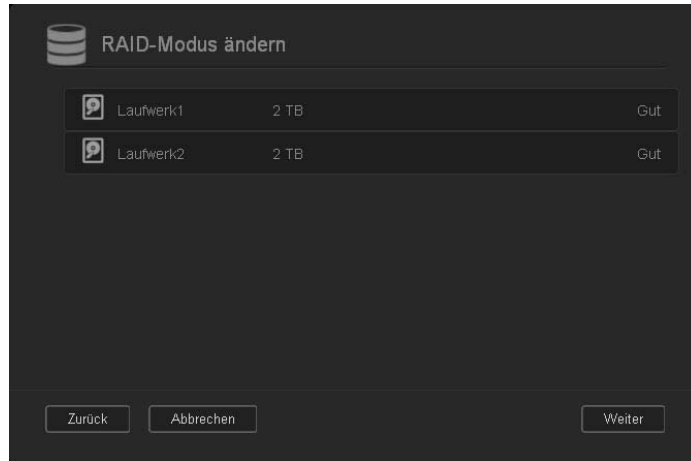 RAID-Modus ändern
Laufwerk1 2 TB Gut
Laufwerk2 2 TB Gut
Zurück Abbrechen Weiter